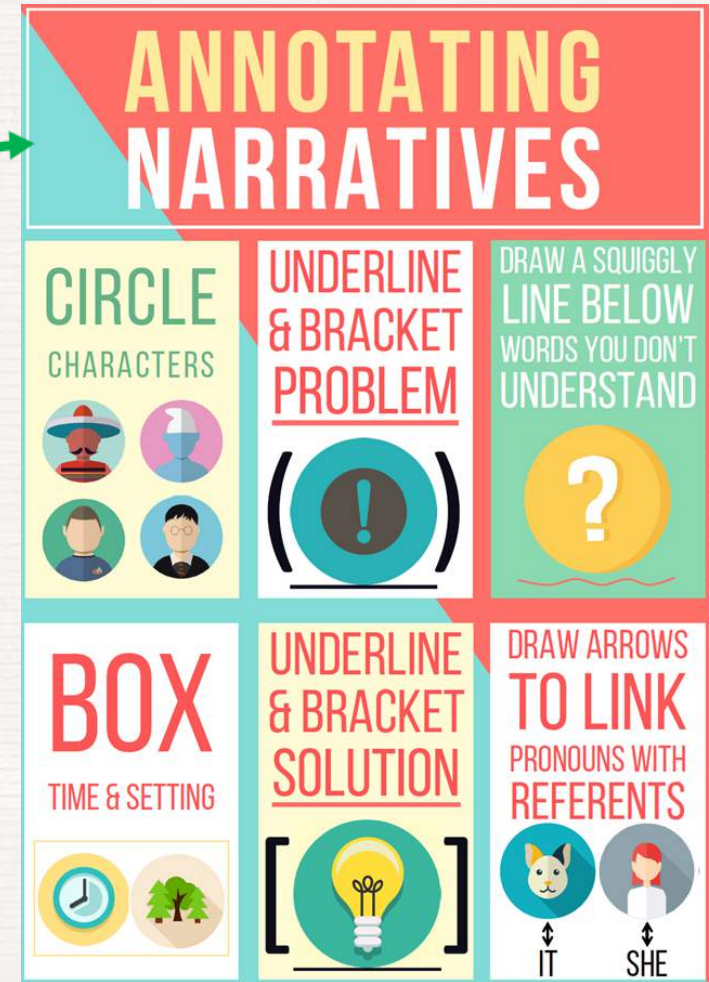 ANNOTATING
NARRATIVES
CIRCLE
CHARACTERS
UNDERLINE
& BRACKET
PROBLEM
DRAW A SQUIGGLY
LINE BELOW
WORDS YOU DON'T
UNDERSTAND
BOX
TIME & SETTING
UNDERLINE
& BRACKET
SOLUTION
DRAW ARROWS
TO LINK
PRONOUNS WITH
REFERENTS
IT
SHE